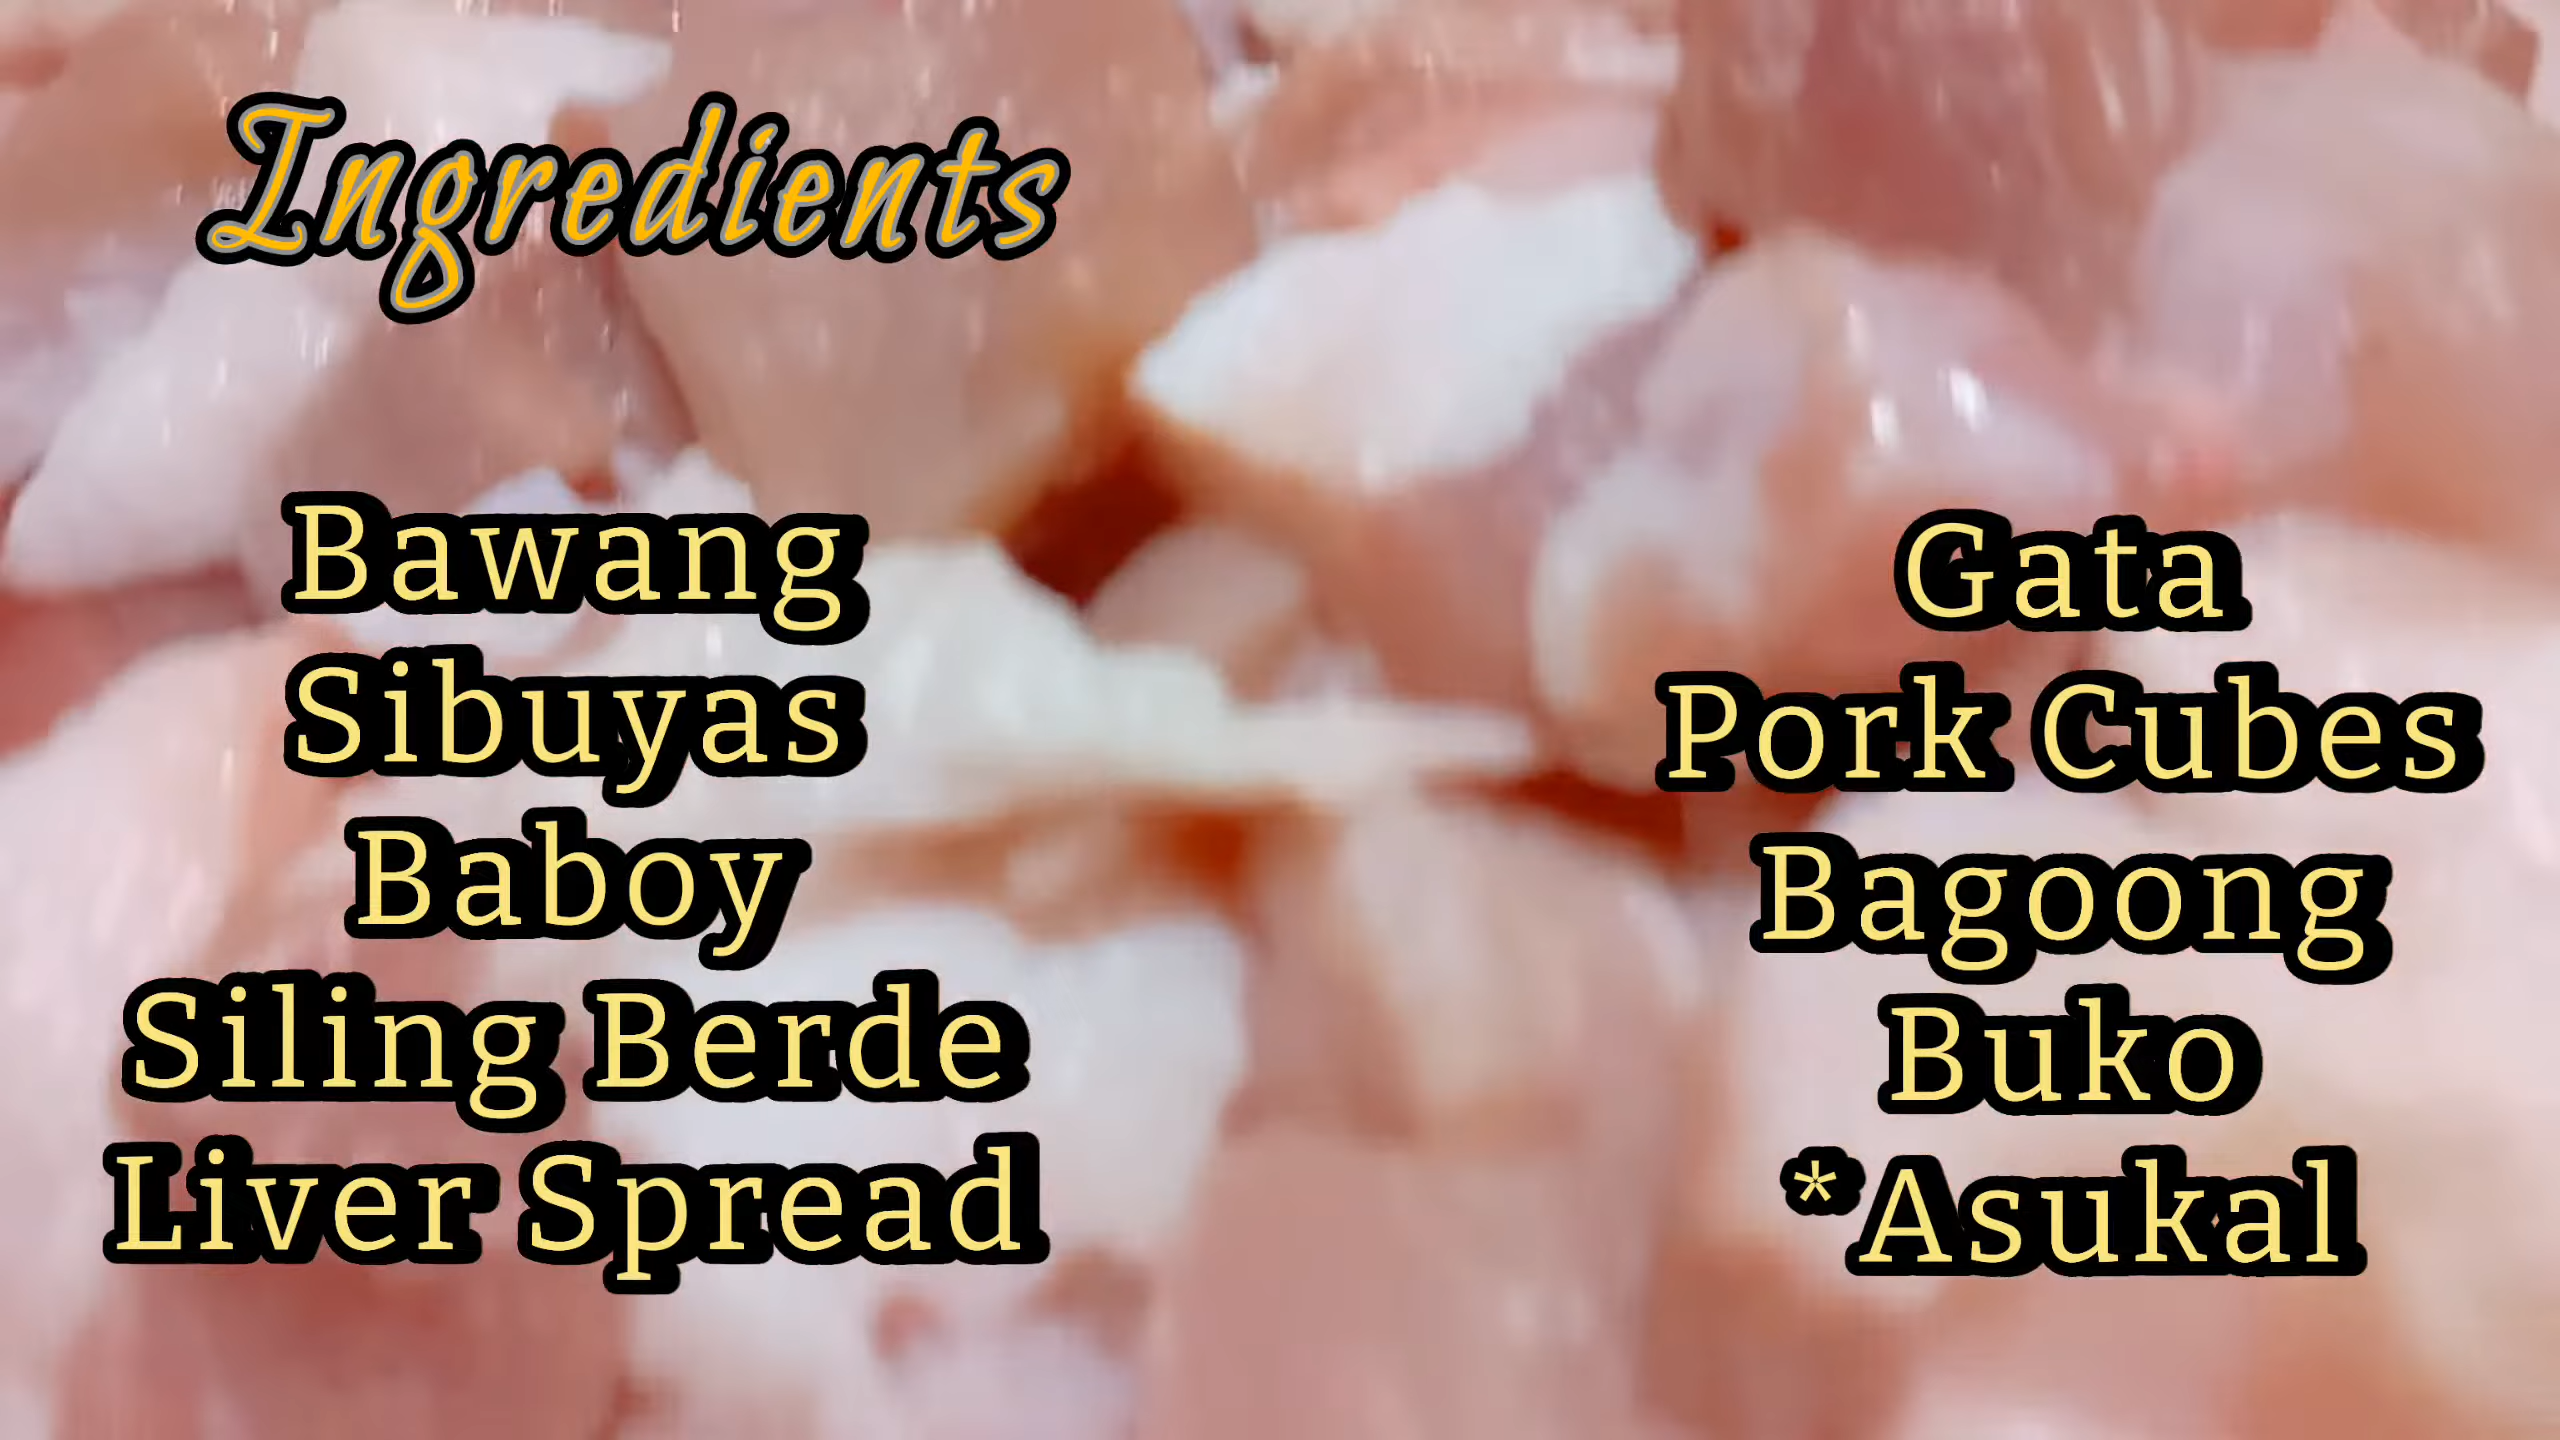 Ingredients
Bawang
Sibuyas
Baboy
Siling Berde
Liver Spread
Gata
Pork Cubes
Bagoong
Buko
*Asukal